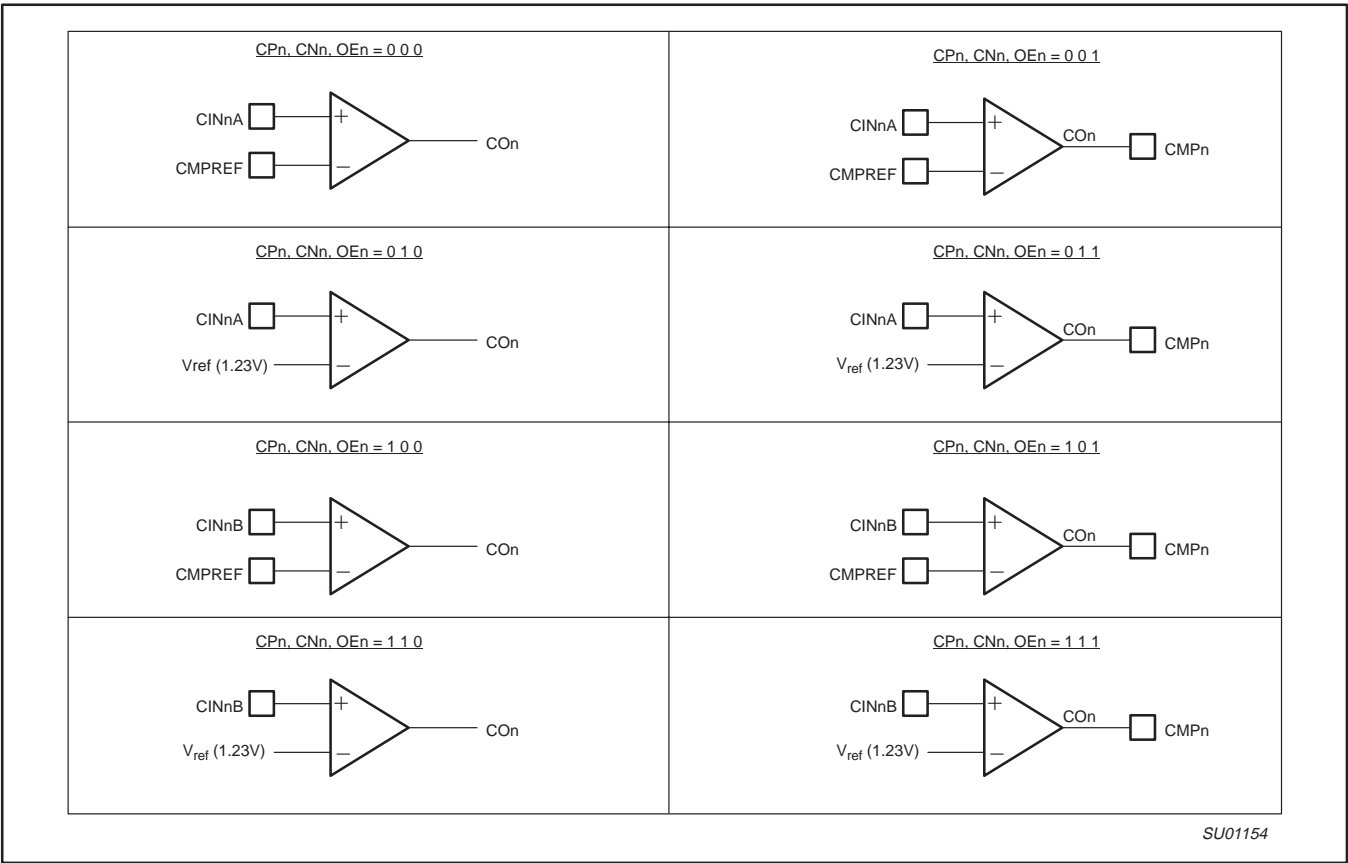 CPn, CNn, OEn = 0 0 0
CINnA
+
COn
CMPREF
–
CPn, CNn, OEn = 0 0 1
CINnA
+
COn
CMPn
CMPREF
–
CPn, CNn, OEn = 0 1 0
CINnA
+
COn
Vref (1.23V)
–
CPn, CNn, OEn = 0 1 1
CINnA
+
COn
CMPn
Vref (1.23V)
–
CPn, CNn, OEn = 1 0 0
CINnB
+
COn
CMPREF
–
CPn, CNn, OEn = 1 0 1
CINnB
+
COn
CMPn
CMPREF
–
CPn, CNn, OEn = 1 1 0
CINnB
+
COn
Vref (1.23V)
–
CPn, CNn, OEn = 1 1 1
CINnB
+
COn
CMPn
Vref (1.23V)
–
SU01154